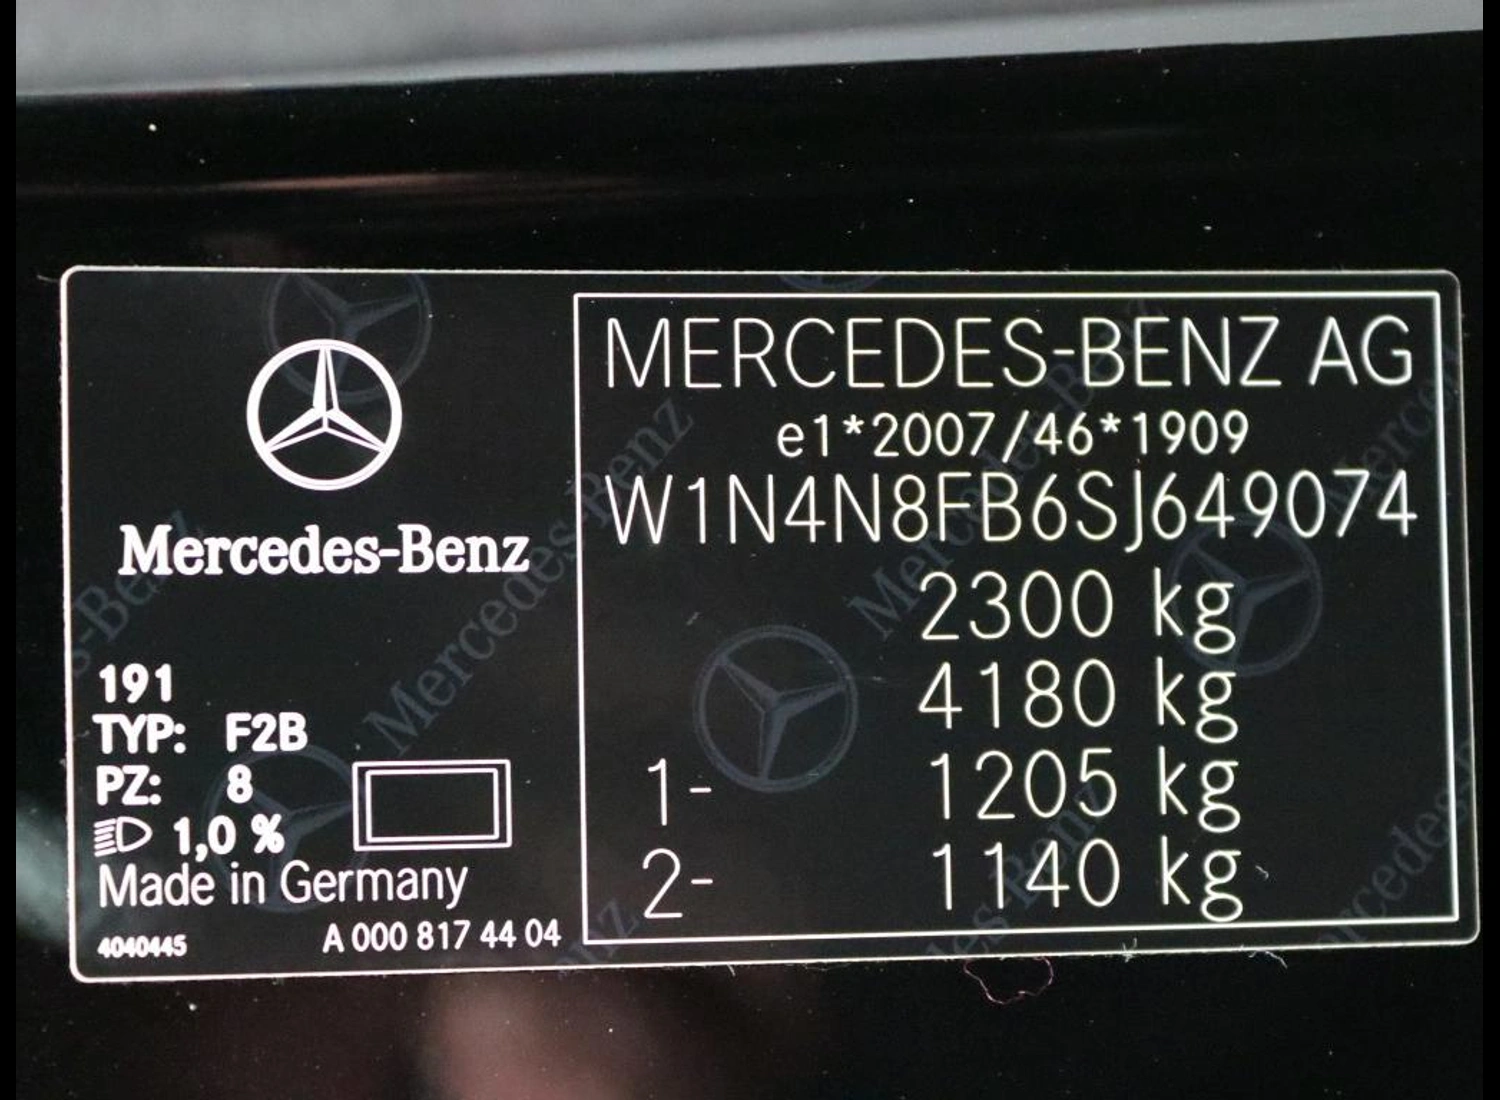 Mercedes-Benz
191
TYP: F2B
PZ: 8
1,0 %
Made in Germany
4040445
A 000 817 44 04
MERCEDES-BENZ AG
e1*2007/46*1909
W1N4N8FB6SJ649074
2300 kg
4180 kg
1- 1205 kg
2- 1140 kg